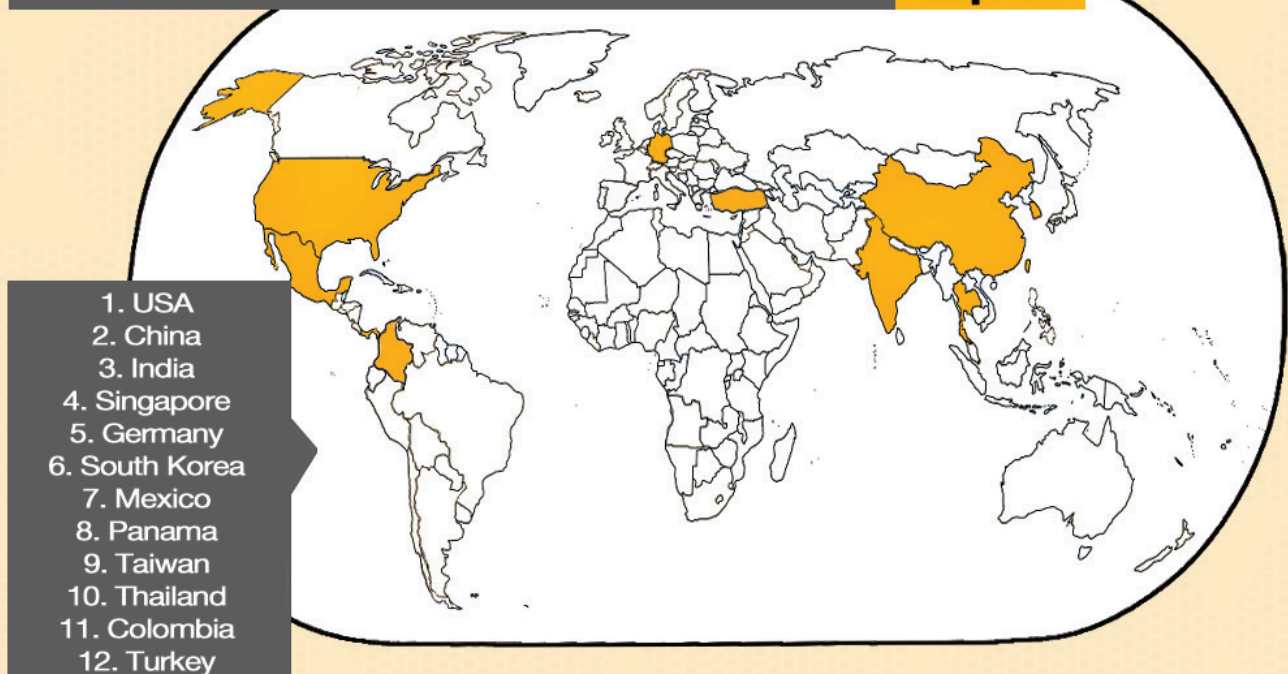 1. USA
2. China
3. India
4. Singapore
5. Germany
6. South Korea
7. Mexico
8. Panama
9. Taiwan
10. Thailand
11. Colombia
12. Turkey